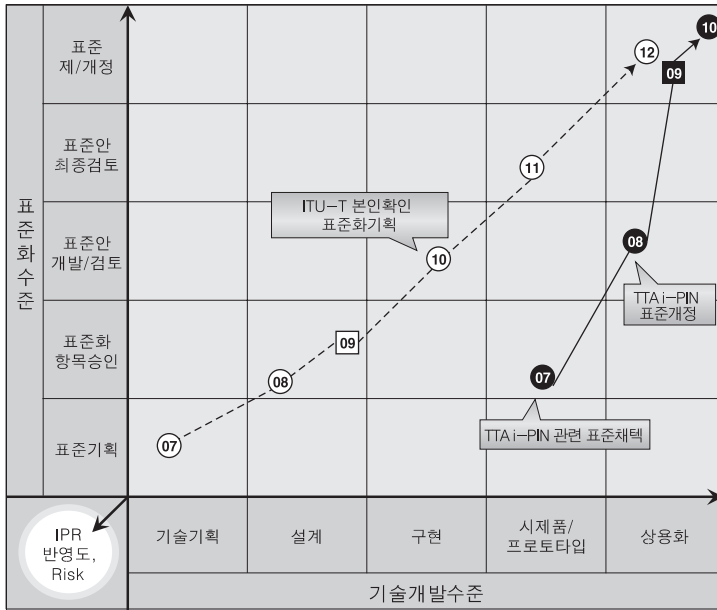 표준
제/개정
표준안
최종검토
표준안
개발/검토
표준화
항목승인
표준기획
표준화수준
07
08
09
10
11
12
07
08
09
10
ITU-T 본인확인
표준화기획
TTA i-PIN
표준개정
TTA i-PIN 관련 표준채택
IPR
반영도,
Risk
기술기획
설계
구현
시제품/
프로토타입
상용화
기술개발수준